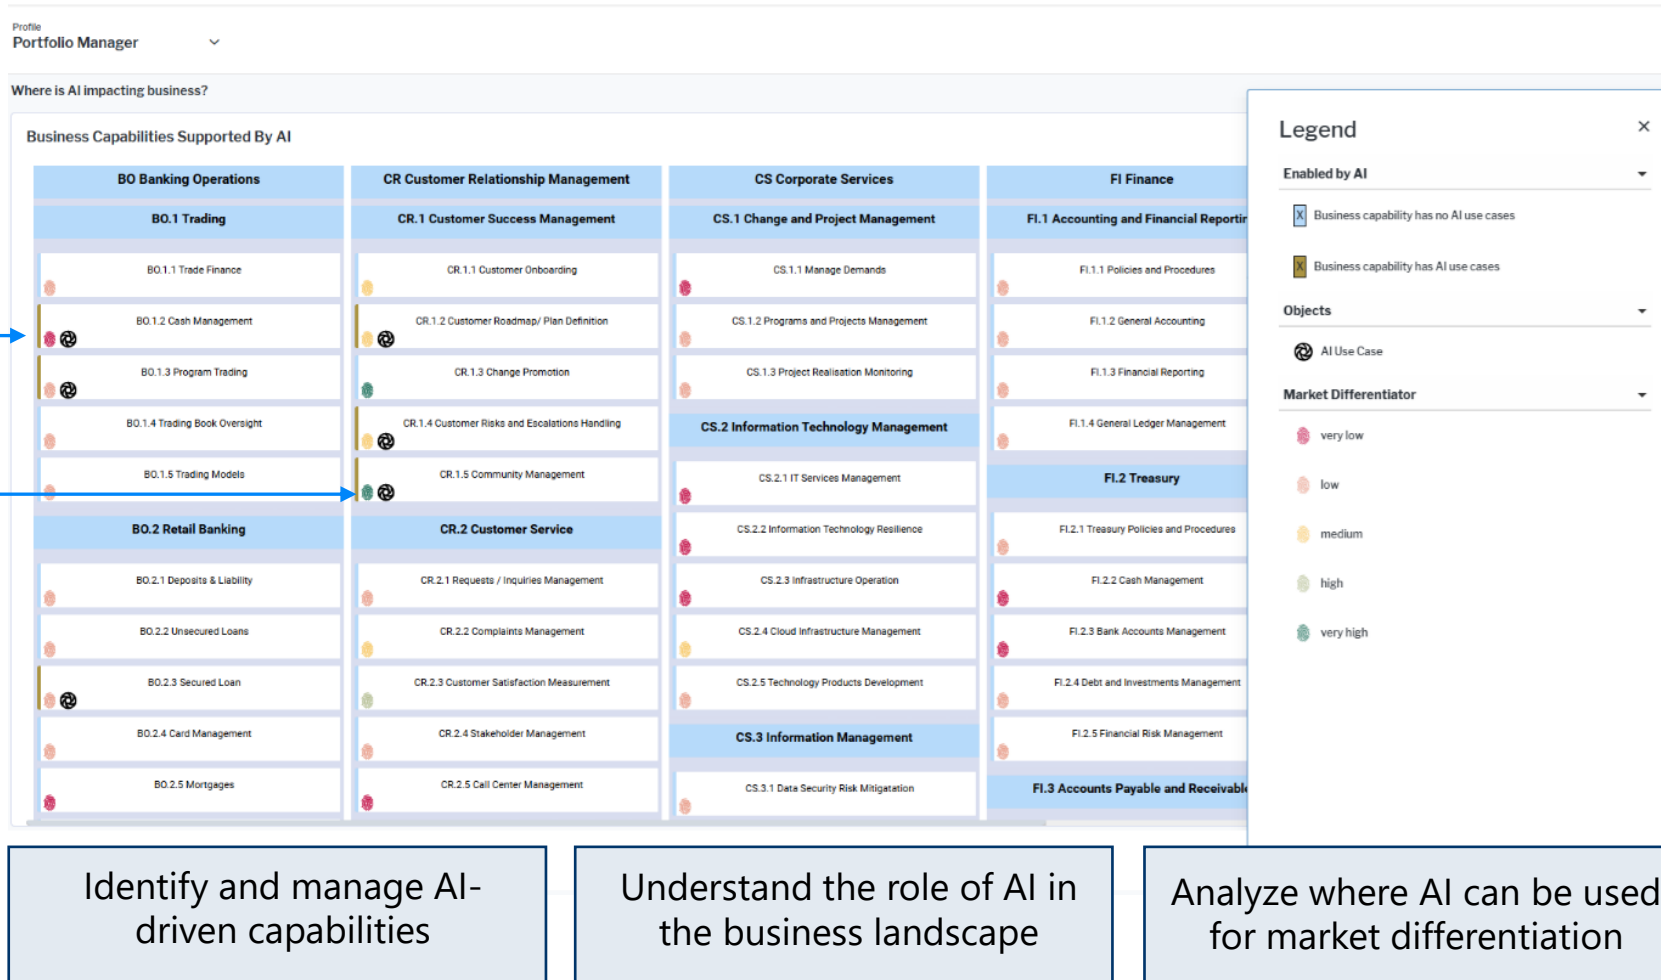 Profile
Portfolio Manager
Where is AI impacting business?
Business Capabilities Supported By AI
BO Banking Operations
BO.1 Trading
BO.1.1 Trade Finance
BO.1.2 Cash Management
BO.1.3 Program Trading
BO.1.4 Trading Book Oversight
BO.1.5 Trading Models
BO.2 Retail Banking
BO.2.1 Deposits & Liability
BO.2.2 Unsecured Loans
BO.2.3 Secured Loan
BO.2.4 Card Management
BO.2.5 Mortgages
CR Customer Relationship Management
CR.1 Customer Success Management
CR.1.1 Customer Onboarding
CR.1.2 Customer Roadmap/ Plan Definition
CR.1.3 Change Promotion
CR.1.4 Customer Risks and Escalations Handling
CR.1.5 Community Management
CR.2 Customer Service
CR.2.1 Requests / Inquiries Management
CR.2.2 Complaints Management
CR.2.3 Customer Satisfaction Measurement
CR.2.4 Stakeholder Management
CR.2.5 Call Center Management
CS Corporate Services
CS.1 Change and Project Management
CS.1.1 Manage Demands
CS.1.2 Programs and Projects Management
CS.1.3 Project Realisation Monitoring
CS.2 Information Technology Management
CS.2.1 IT Services Management
CS.2.2 Information Technology Resilience
CS.2.3 Infrastructure Operation
CS.2.4 Cloud Infrastructure Management
CS.2.5 Technology Products Development
CS.3 Information Management
CS.3.1 Data Security Risk Mitigatation
FI Finance
FI.1 Accounting and Financial Reportin
FI.1.1 Policies and Procedures
FI.1.2 General Accounting
FI.1.3 Financial Reporting
FI.1.4 General Ledger Management
FI.2 Treasury
FI.2.1 Treasury Policies and Procedures
FI.2.2 Cash Management
FI.2.3 Bank Accounts Management
FI.2.4 Debt and Investments Management
FI.2.5 Financial Risk Management
FI.3 Accounts Payable and Receivable
Legend
Enabled by AI
X Business capability has no AI use cases
X Business capability has AI use cases
Objects
AI Use Case
Market Differentiator
very low
low
medium
high
very high
Identify and manage AI-
driven capabilities
Understand the role of AI in
the business landscape
Analyze where AI can be used
for market differentiation